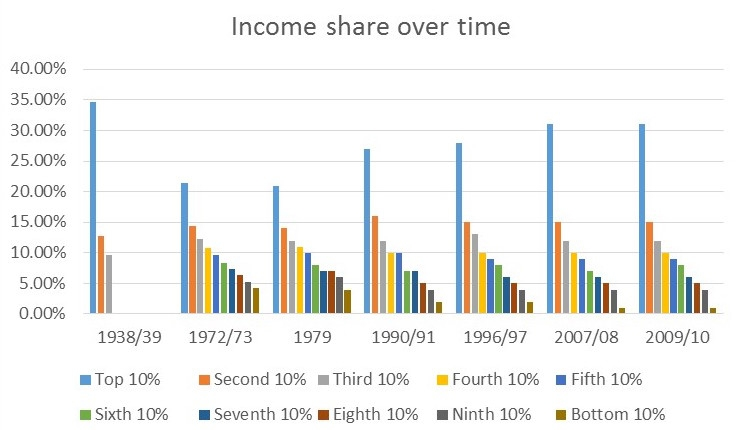 Income share over time
40.00%
35.00%
30.00%
25.00%
20.00%
15.00%
10.00%
5.00%
0.00%
1938/39 1972/73 1979 1990/91 1996/97 2007/08 2009/10
Top 10% Second 10% Third 10% Fourth 10% Fifth 10%
Sixth 10% Seventh 10% Eighth 10% Ninth 10% Bottom 10%